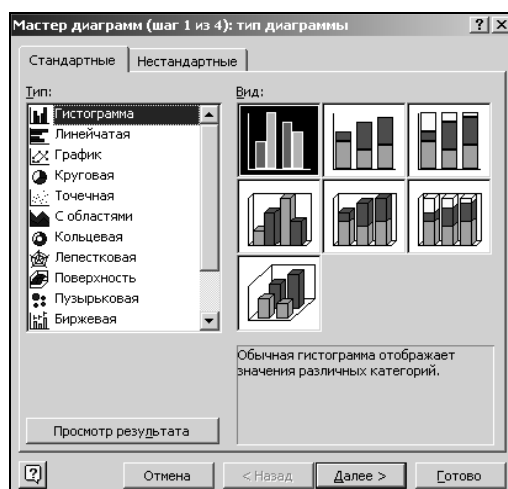 Мастер диаграмм (шаг 1 из 4): тип диаграммы
Стандартные
Нестандартные
Тип:
Вид:
Гистограмма
Линейчатая
График
Круговая
Точечная
С областями
Кольцевая
Лепестковая
Поверхность
Пузырьковая
Биржевая
Обычная гистограмма отображает
значения различных категорий.
Просмотр результата
Отмена
< Назад
Далее >
Готово